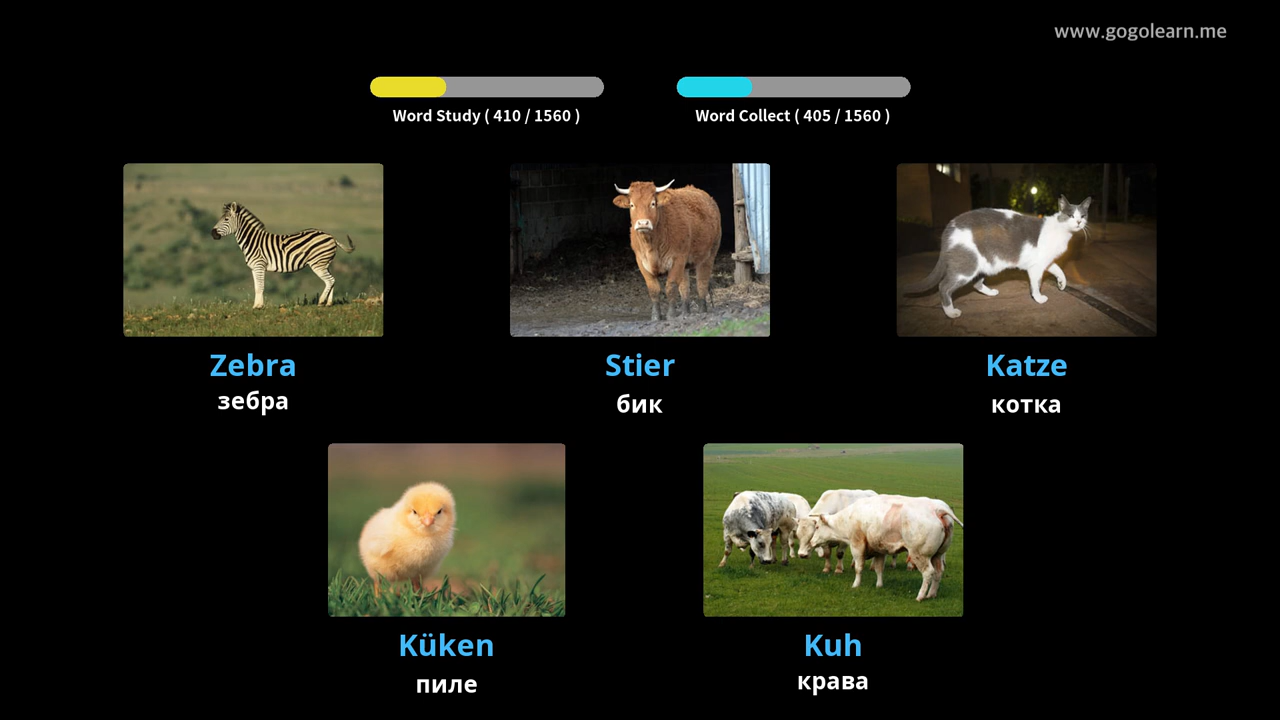 www.gogolearn.me
Word Study ( 410 / 1560 )
Word Collect ( 405 / 1560 )
Zebra
зебра
Stier
бик
Katze
котка
Küken
пиле
Kuh
крава